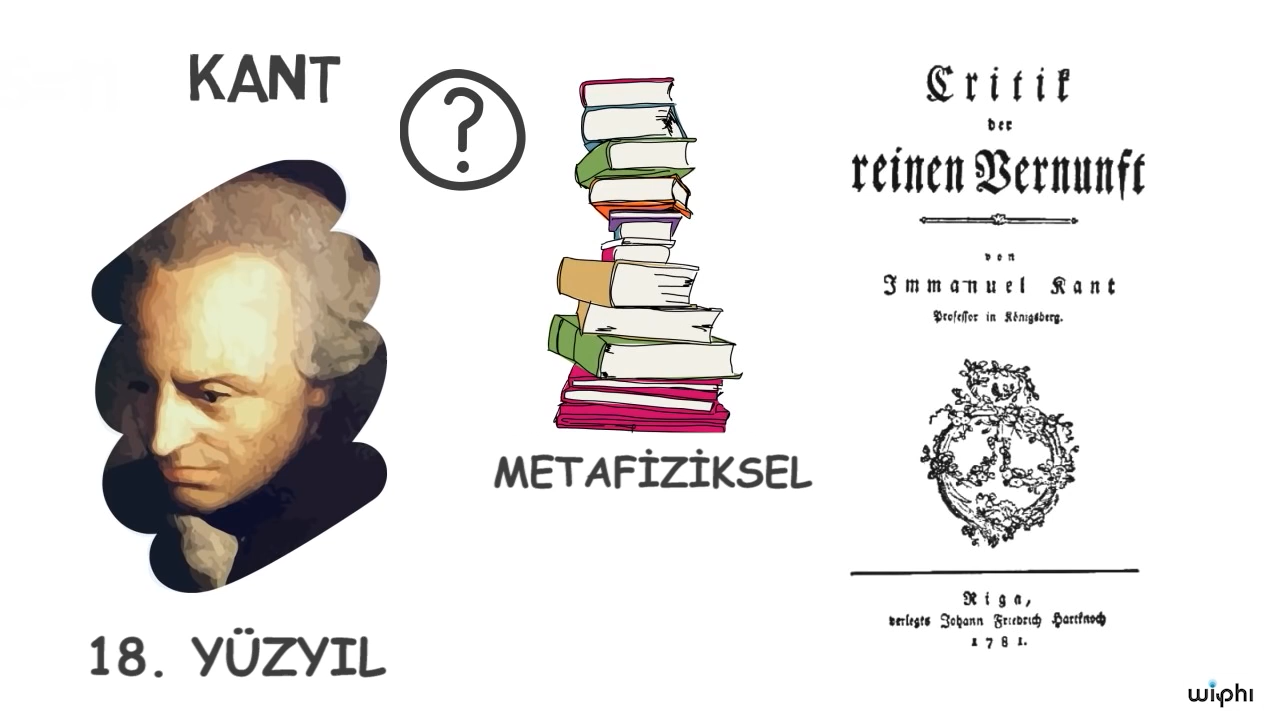 KANT
?
18. YÜZYIL
METAFİZİKSEL
Critik
der
reinen Vernunft
von
Immanuel Kant
Professor in Königsberg.
Riga,
verlegts Johann Friedrich Hartknoch
1781.
wiphi